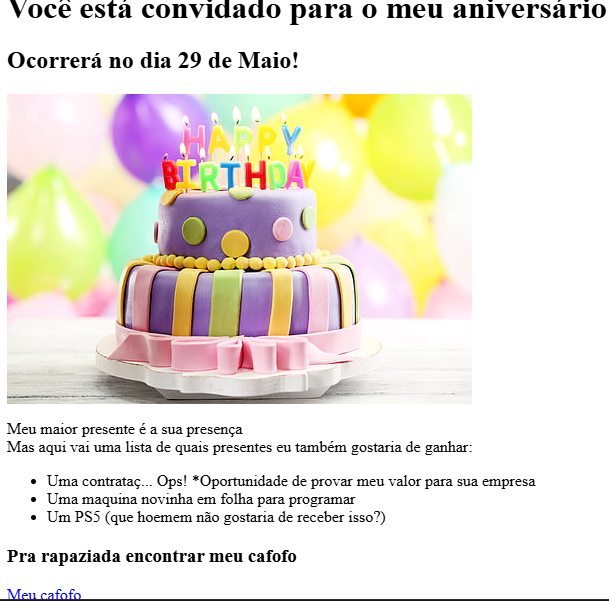 Você está convidado para o meu aniversário
Ocorrerá no dia 29 de Maio!
HAPPY
BIRTHDAY
Meu maior presente é a sua presença
Mas aqui vai uma lista de quais presentes eu também gostaria de ganhar:
Uma contrataç... Ops! *Oportunidade de provar meu valor para sua empresa
Uma maquina novinha em folha para programar
Um PS5 (que hoemem não gostaria de receber isso?)
Pra rapaziada encontrar meu cafofo
Meu cafofo